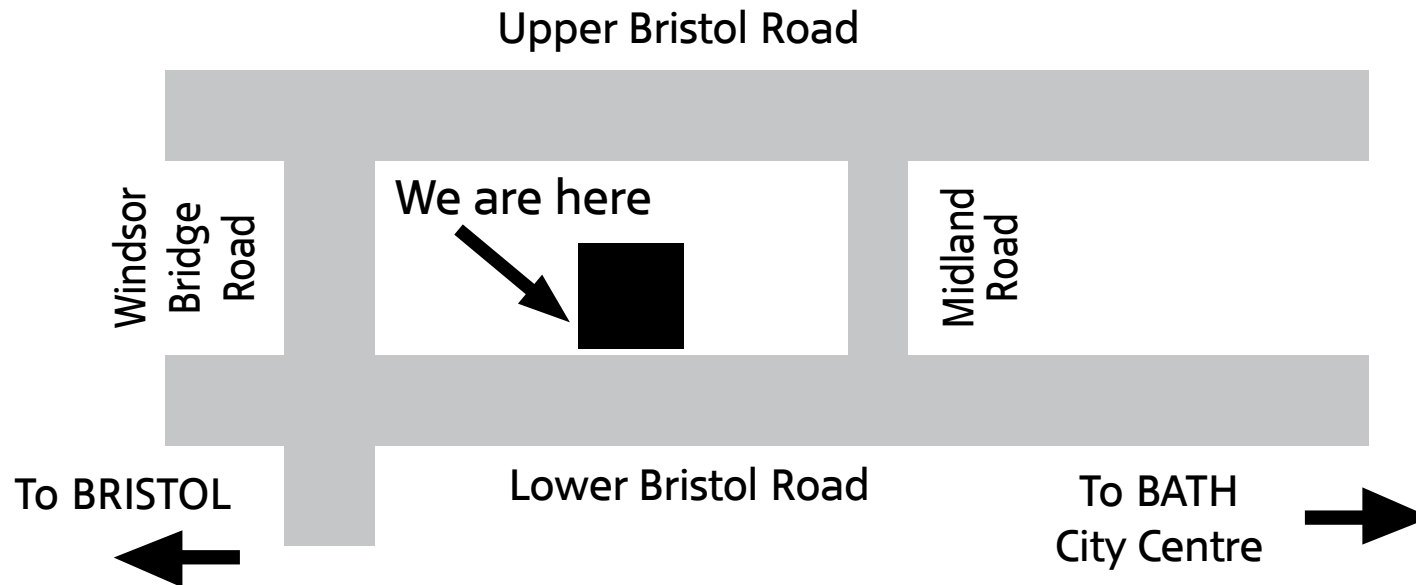 Upper Bristol Road
Windsor
Bridge
Road
We are here
Midland
Road
To BRISTOL
Lower Bristol Road
To BATH
City Centre